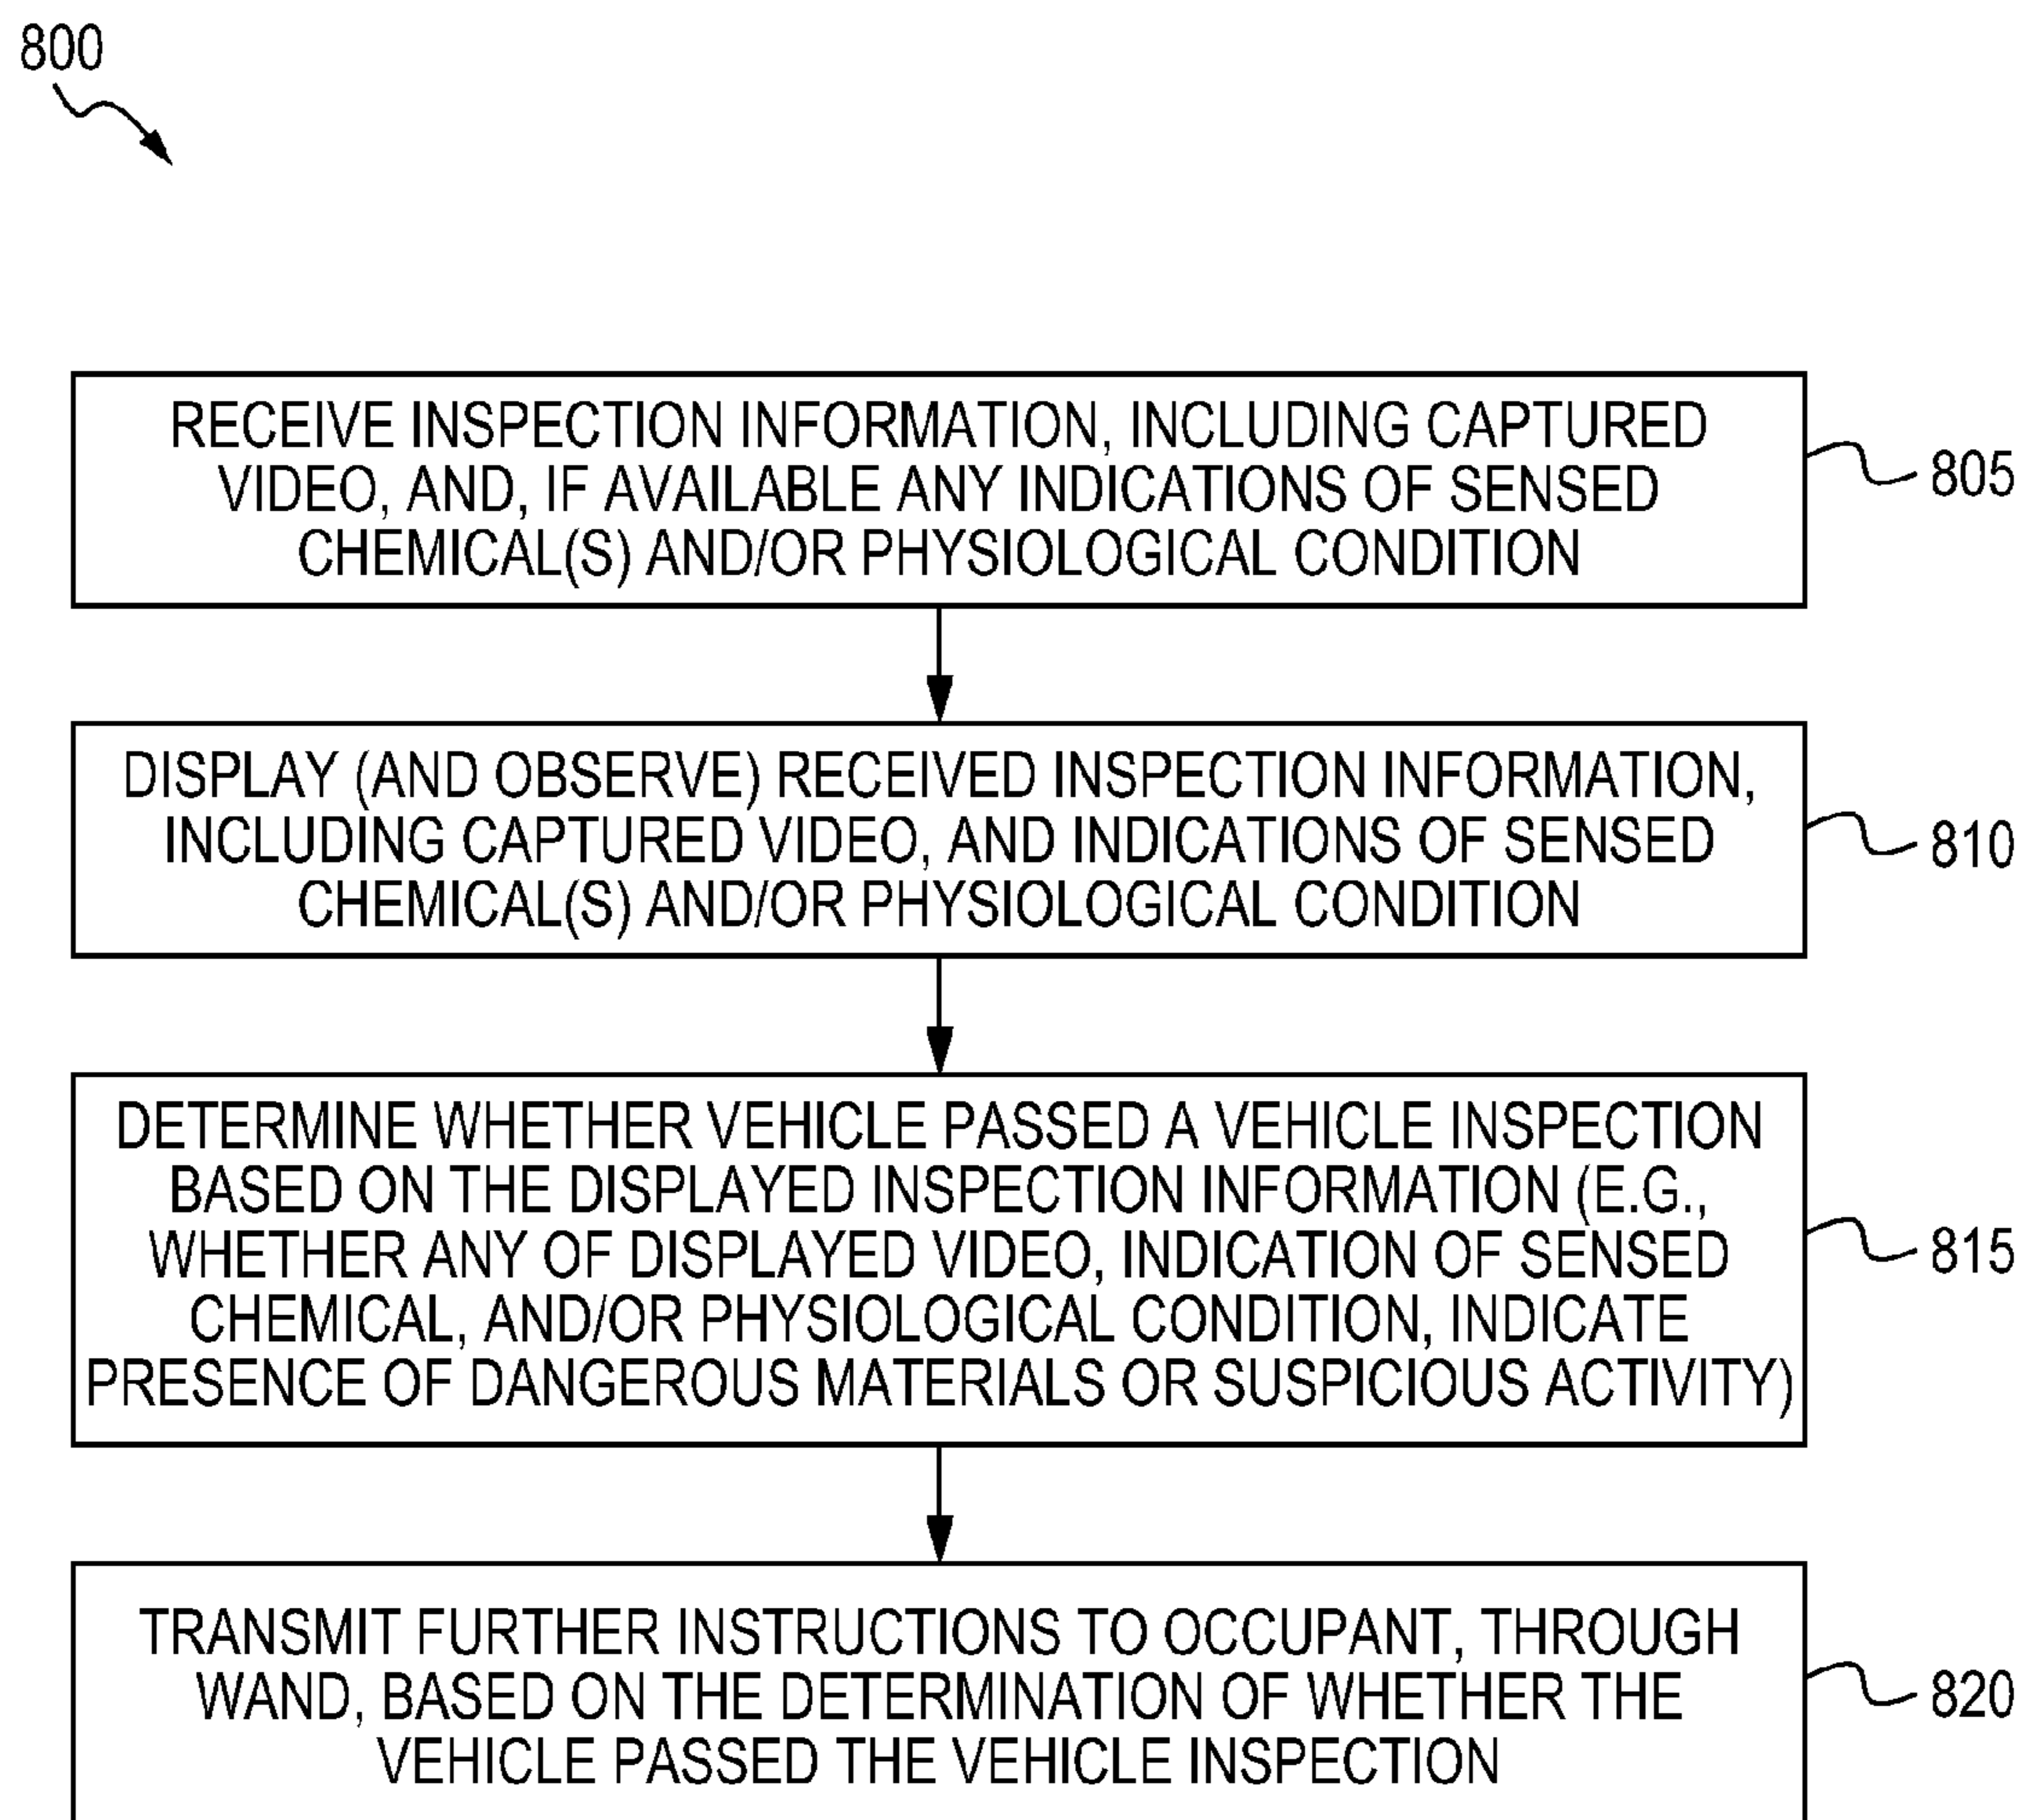 800
RECEIVE INSPECTION INFORMATION, INCLUDING CAPTURED
VIDEO, AND, IF AVAILABLE ANY INDICATIONS OF SENSED
CHEMICAL(S) AND/OR PHYSIOLOGICAL CONDITION
805
DISPLAY (AND OBSERVE) RECEIVED INSPECTION INFORMATION,
INCLUDING CAPTURED VIDEO, AND INDICATIONS OF SENSED
CHEMICAL(S) AND/OR PHYSIOLOGICAL CONDITION
810
DETERMINE WHETHER VEHICLE PASSED A VEHICLE INSPECTION
BASED ON THE DISPLAYED INSPECTION INFORMATION (E.G.,
WHETHER ANY OF DISPLAYED VIDEO, INDICATION OF SENSED
CHEMICAL, AND/OR PHYSIOLOGICAL CONDITION, INDICATE
PRESENCE OF DANGEROUS MATERIALS OR SUSPICIOUS ACTIVITY)
815
TRANSMIT FURTHER INSTRUCTIONS TO OCCUPANT, THROUGH
WAND, BASED ON THE DETERMINATION OF WHETHER THE
VEHICLE PASSED THE VEHICLE INSPECTION
820